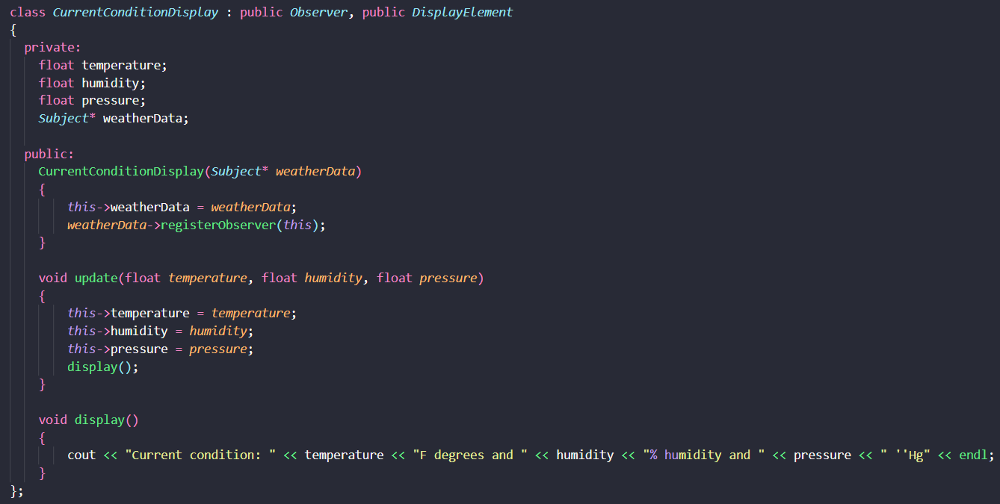 class CurrentConditionDisplay : public Observer, public DisplayElement
{
  private:
    float temperature;
    float humidity;
    float pressure;
    Subject* weatherData;

  public:
    CurrentConditionDisplay(Subject* weatherData)
    {
        this->weatherData = weatherData;
        weatherData->registerObserver(this);
    }

    void update(float temperature, float humidity, float pressure)
    {
        this->temperature = temperature;
        this->humidity = humidity;
        this->pressure = pressure;
        display();
    }

    void display()
    {
        cout << "Current condition: " << temperature << "F degrees and " << humidity << "% humidity and " << pressure << " ''Hg" << endl;
    }
};